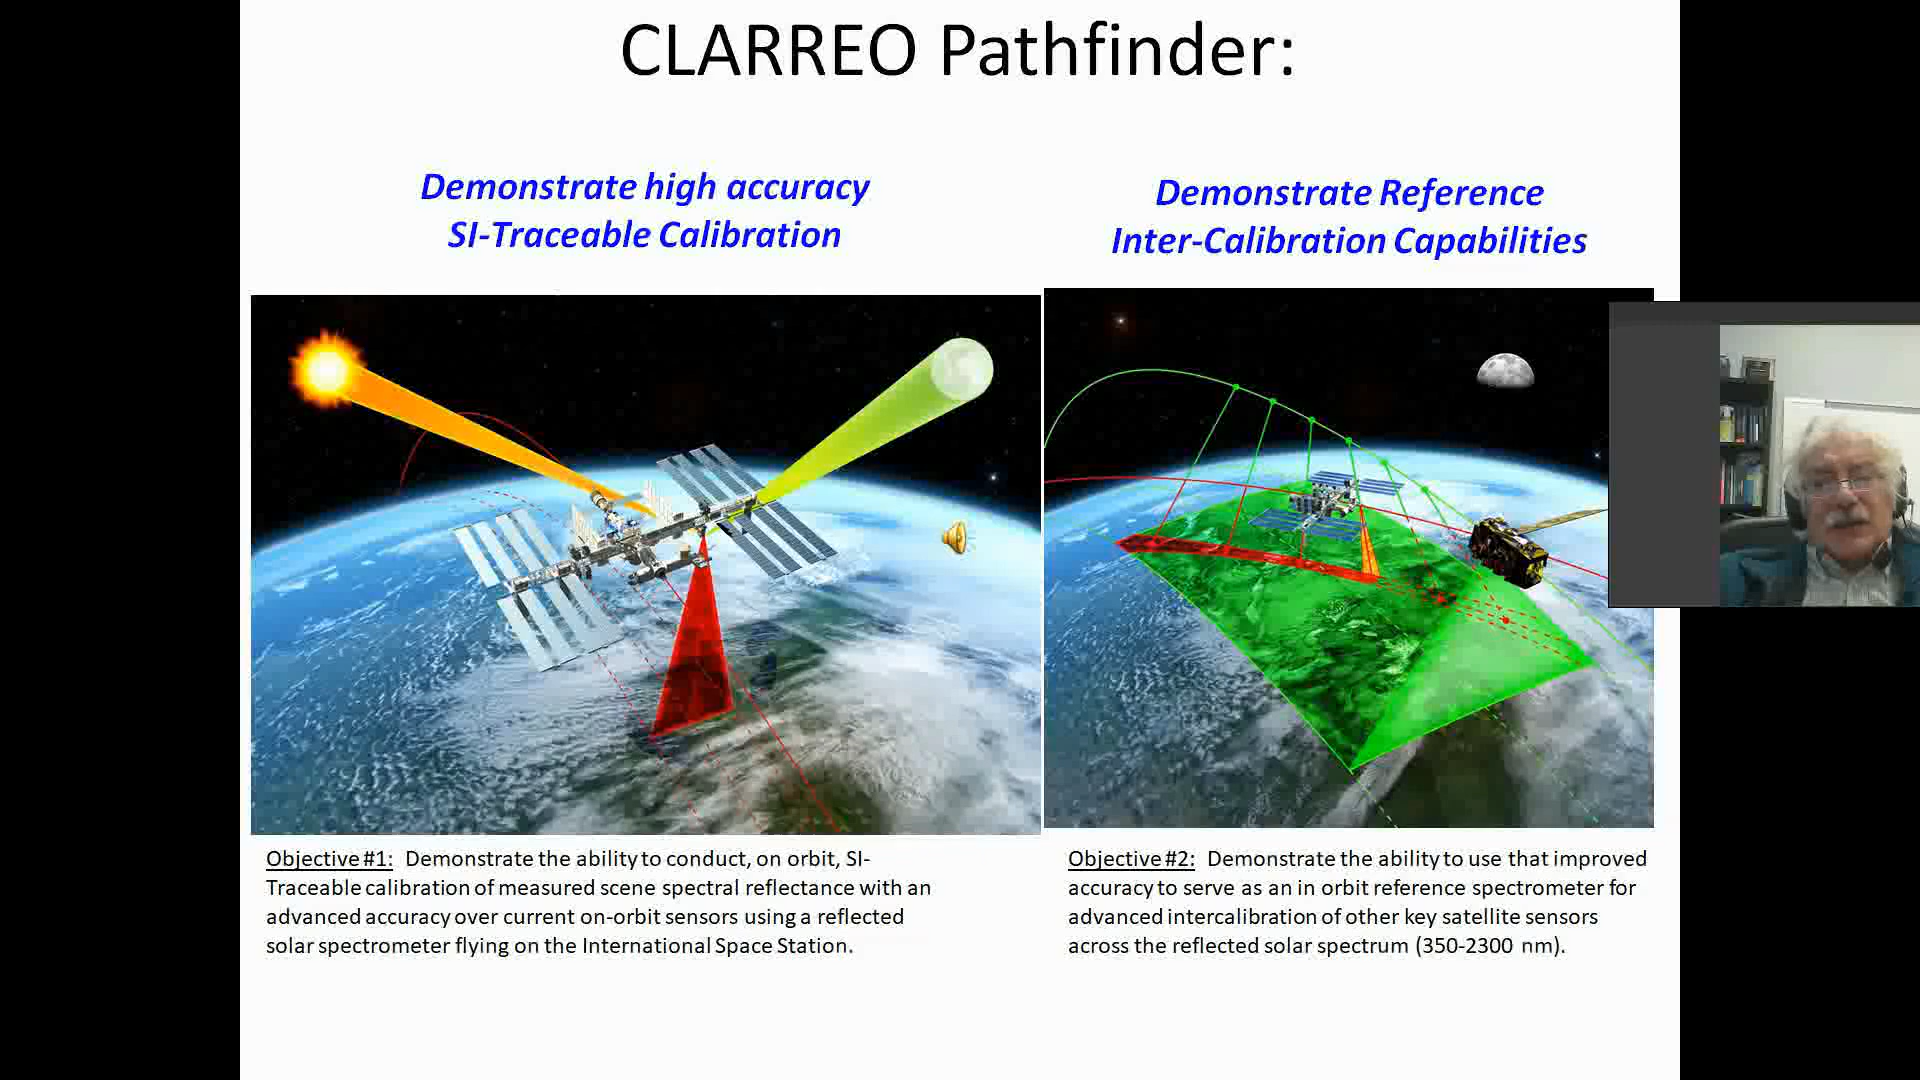 CLARREO Pathfinder:
Demonstrate high accuracy
SI-Traceable Calibration
Demonstrate Reference
Inter-Calibration Capabilities
Objective #1: Demonstrate the ability to conduct, on orbit, SI-
Traceable calibration of measured scene spectral reflectance with an
advanced accuracy over current on-orbit sensors using a reflected
solar spectrometer flying on the International Space Station.
Objective #2: Demonstrate the ability to use that improved
accuracy to serve as an in orbit reference spectrometer for
advanced intercalibration of other key satellite sensors
across the reflected solar spectrum (350-2300 nm).